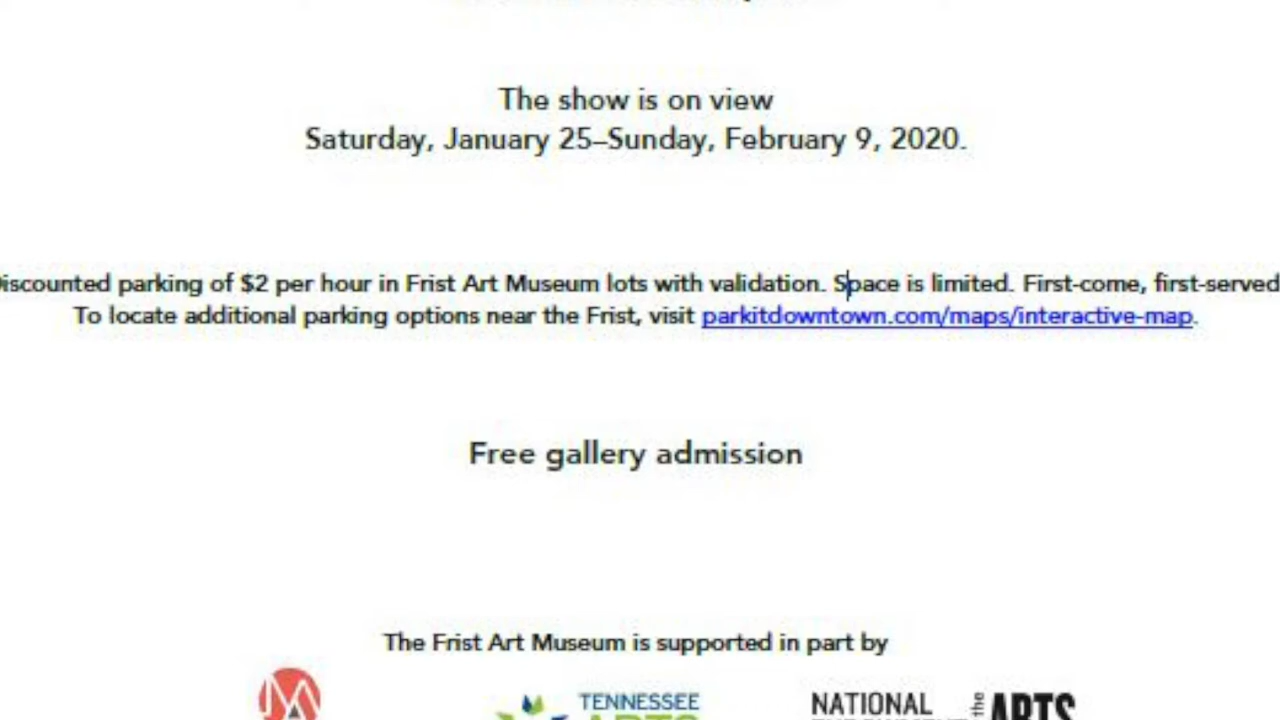 The show is on view
Saturday, January 25–Sunday, February 9, 2020.
iscounted parking of $2 per hour in Frist Art Museum lots with validation. Space is limited. First-come, first-served
To locate additional parking options near the Frist, visit parkitdowntown.com/maps/interactive-map.
Free gallery admission
The Frist Art Museum is supported in part by
TENNESSEE
ARTS
NATIONAL
the ARTS